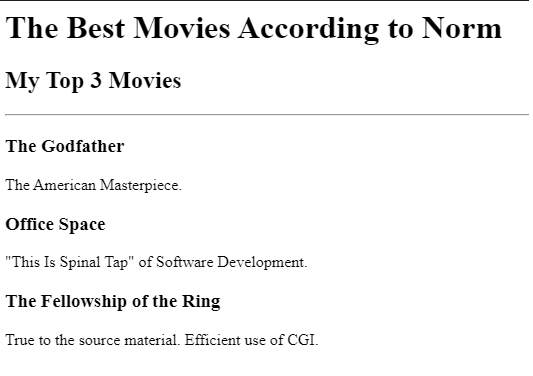 The Best Movies According to Norm
My Top 3 Movies
The Godfather
The American Masterpiece.
Office Space
"This Is Spinal Tap" of Software Development.
The Fellowship of the Ring
True to the source material. Efficient use of CGI.